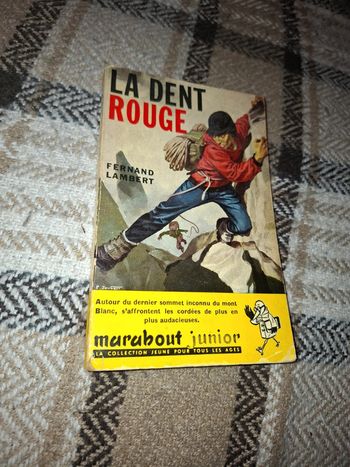 LA DENT
ROUGE
FERNAND
LAMBERT
Autour du dernier sommet inconnu du mont
Blanc, s'affrontent les cordées de plus en
plus audacieuses.
marabout junior
LA COLLECTION JEUNE POUR TOUS LES AGES